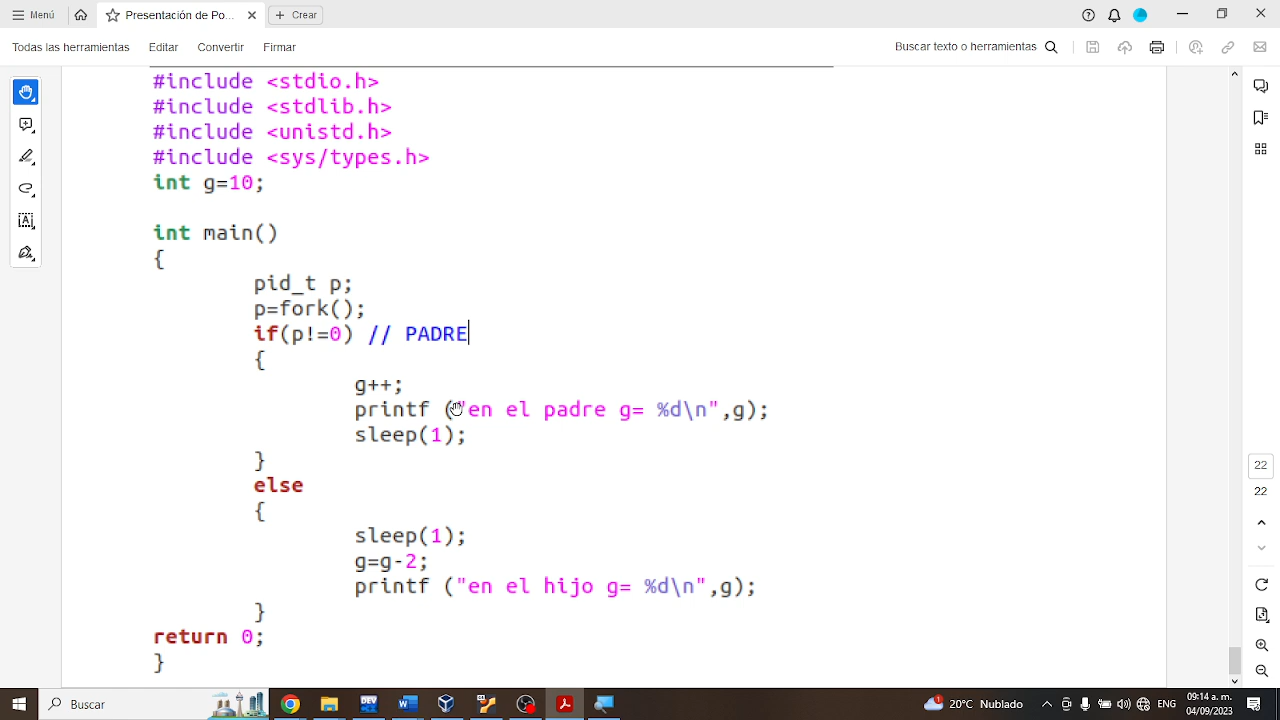 Menú
Presentación de Po...
Crear
Todas las herramientas
Editar
Convertir
Firmar
Buscar texto o herramientas
#include <stdio.h>
#include <stdlib.h>
#include <unistd.h>
#include <sys/types.h>
int g=10;
int main()
{
pid_t p;
p=fork();
if(p!=0) // PADRE
{
g++;
printf ("en el padre g= %d\n",g);
sleep(1);
}
else
{
sleep(1);
g=g-2;
printf ("en el hijo g= %d\n",g);
}
return 0;
}
22
22
Buscar
DEV
20°C Nublado
ENG
09:14 a. m.
04/09/2023